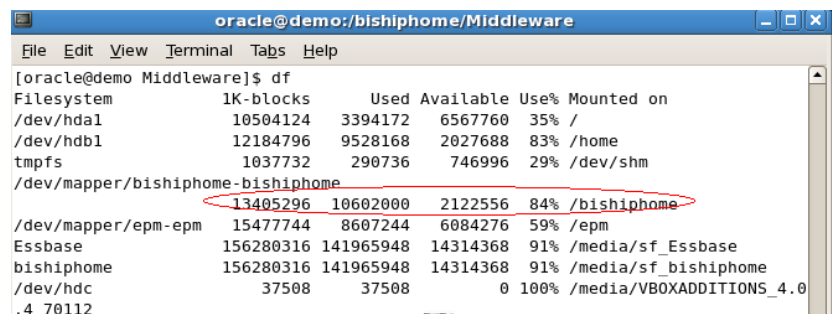 oracle@demo:/bishiphome/Middleware
File Edit View Terminal Tabs Help
[oracle@demo Middleware]$ df
Filesystem 1K-blocks Used Available Use% Mounted on
/dev/hda1 10504124 3394172 6567760 35% /
/dev/hdb1 12184796 9528168 2027688 83% /home
tmpfs 1037732 290736 746996 29% /dev/shm
/dev/mapper/bishiphome-bishiphome
13405296 10602000 2122556 84% /bishiphome
/dev/mapper/epm-epm 15477744 8607244 6084276 59% /epm
Essbase 156280316 141965948 14314368 91% /media/sf_Essbase
bishiphome 156280316 141965948 14314368 91% /media/sf_bishiphome
/dev/hdc 37508 37508 0 100% /media/VBOXADDITIONS_4.0
.4_70112